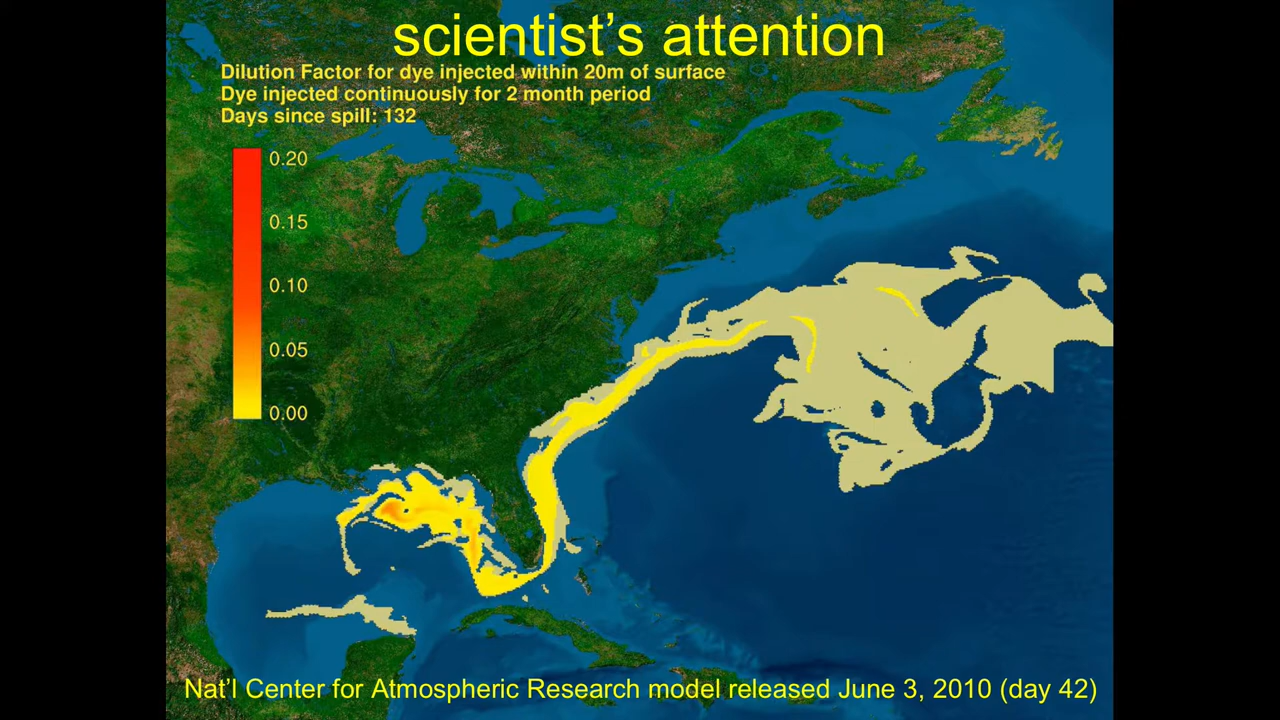 scientist’s attention
Dilution Factor for dye injected within 20m of surface
Dye injected continuously for 2 month period
Days since spill: 132
0.20
0.15
0.10
0.05
0.00
Nat’l Center for Atmospheric Research model released June 3, 2010 (day 42)